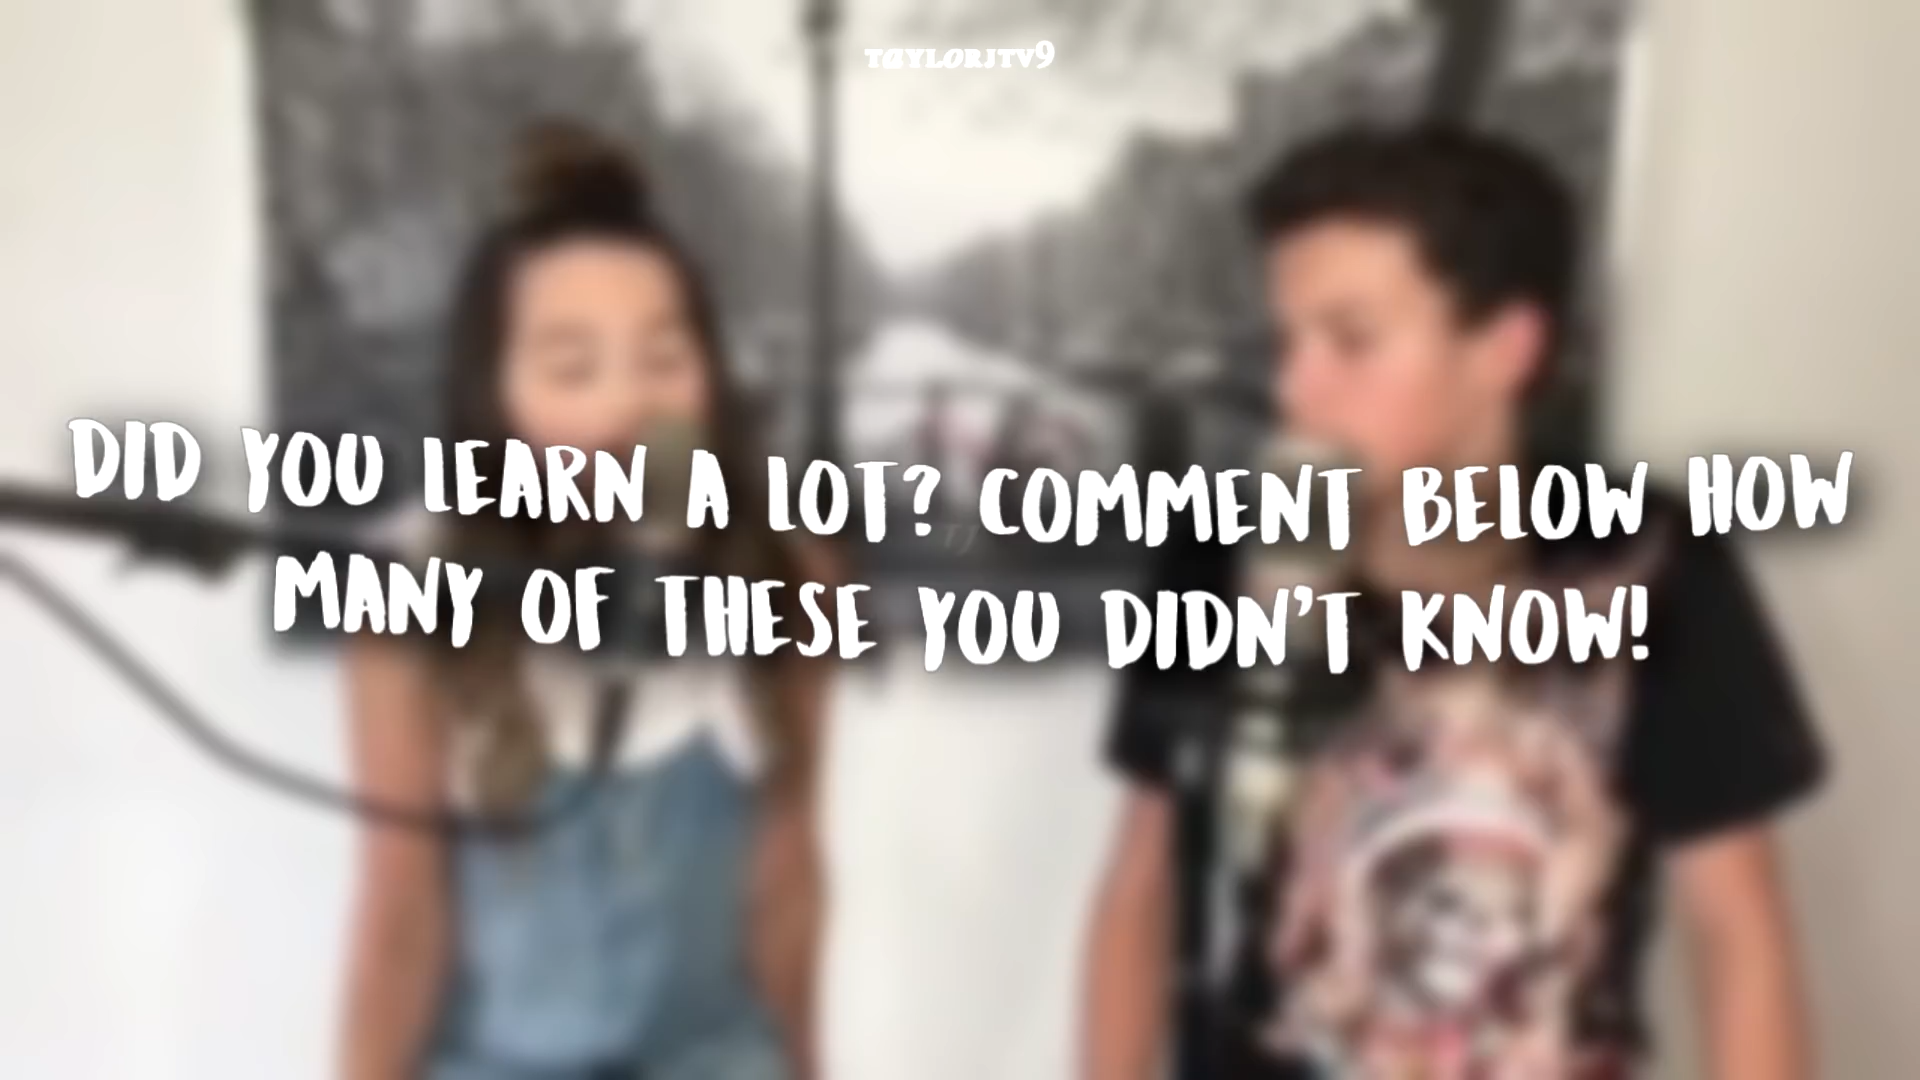 TAYLORJTV9
DID YOU LEARN A LOT? COMMENT BELOW HOW
MANY OF THESE YOU DIDN'T KNOW!